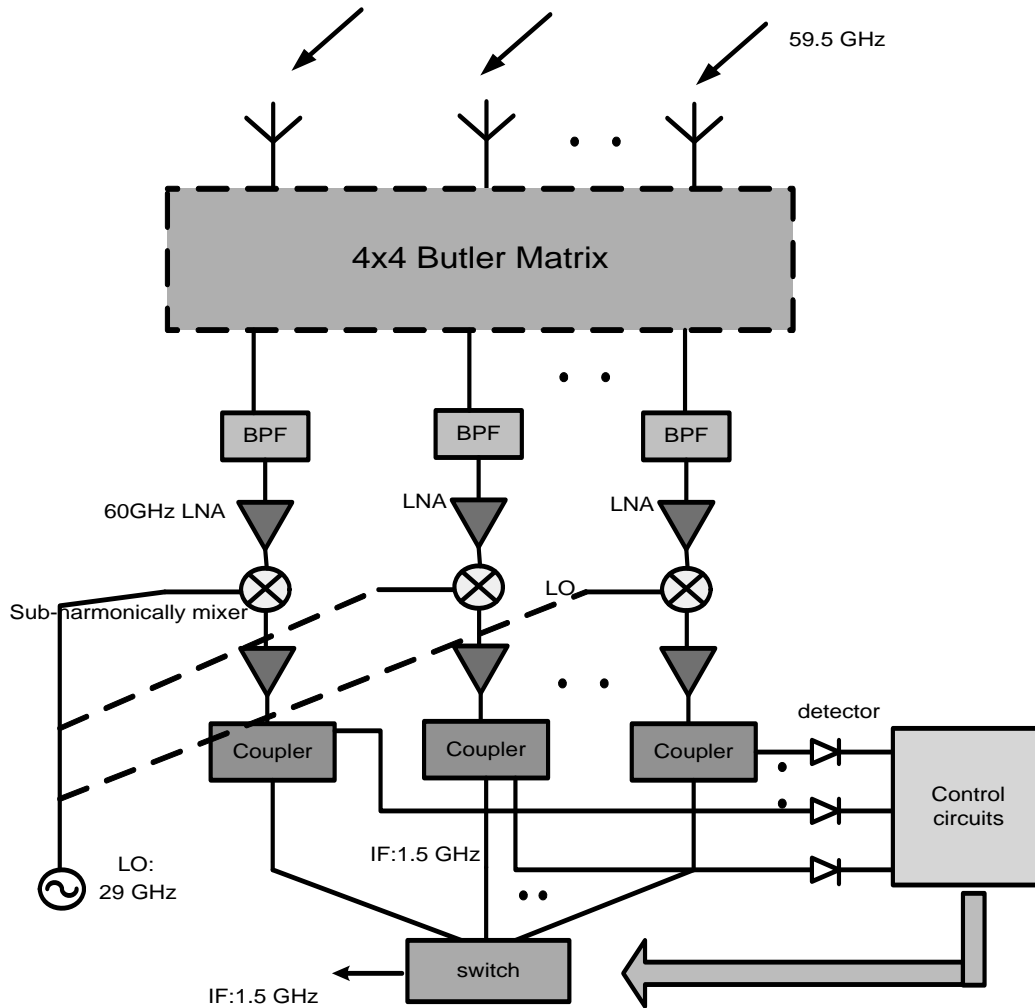 59.5 GHz
4x4 Butler Matrix
BPF
BPF
BPF
60GHz LNA
LNA
LNA
LO
Sub-harmonically mixer
detector
Coupler
Coupler
Coupler
Control
circuits
IF:1.5 GHz
LO:
29 GHz
switch
IF:1.5 GHz